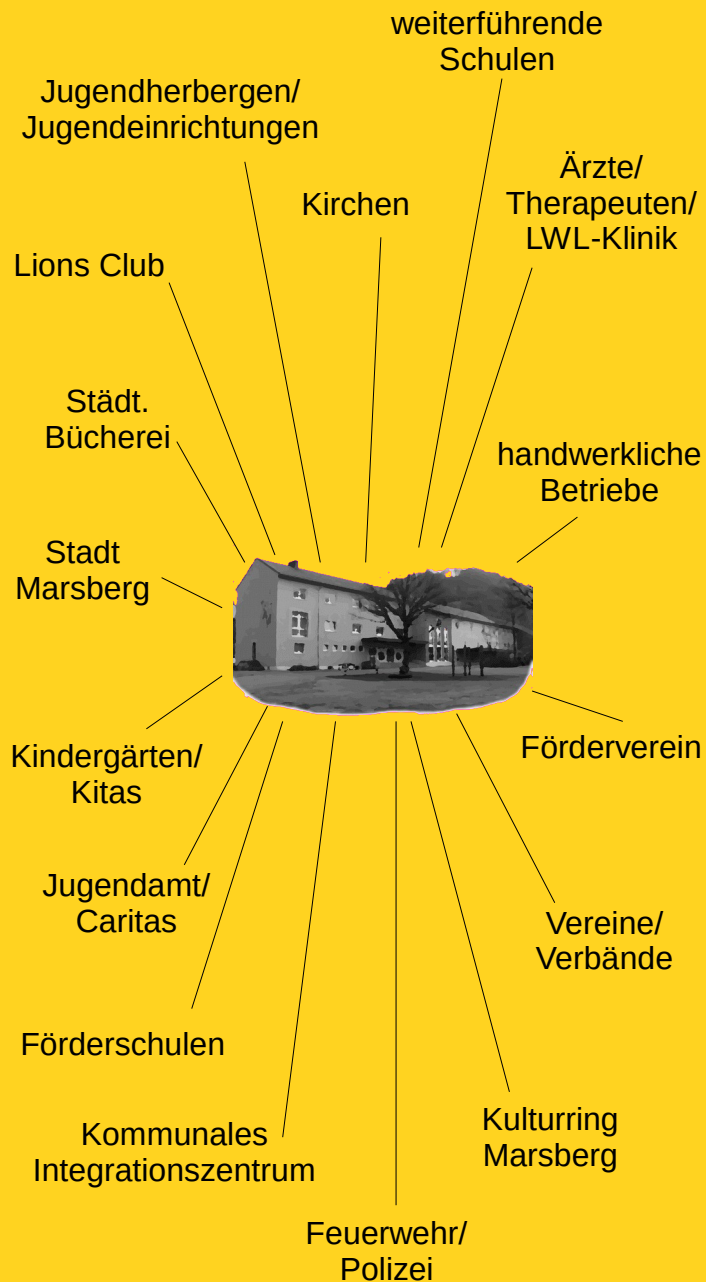 weiterführende
Schulen
Jugendherbergen/
Jugendeinrichtungen
Ärzte/
Therapeuten/
LWL-Klinik
Kirchen
Lions Club
Städt.
Bücherei
handwerkliche
Betriebe
Stadt
Marsberg
Förderverein
Kindergärten/
Kitas
Jugendamt/
Caritas
Vereine/
Verbände
Förderschulen
Kulturring
Marsberg
Kommunales
Integrationszentrum
Feuerwehr/
Polizei